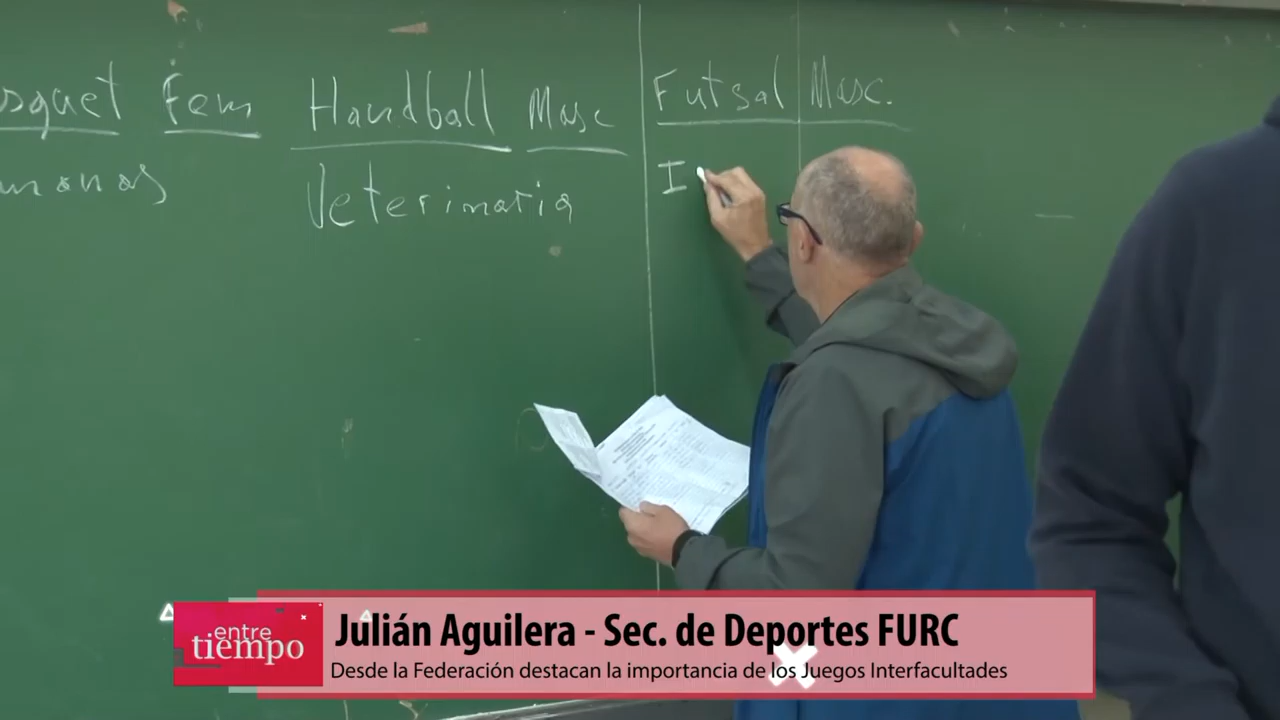 Fem Handball Masc Futsal Masc.
Veterinaria I
entre
tiempo
Julián Aguilera - Sec. de Deportes FURC
Desde la Federación destacan la importancia de los Juegos Interfacultades